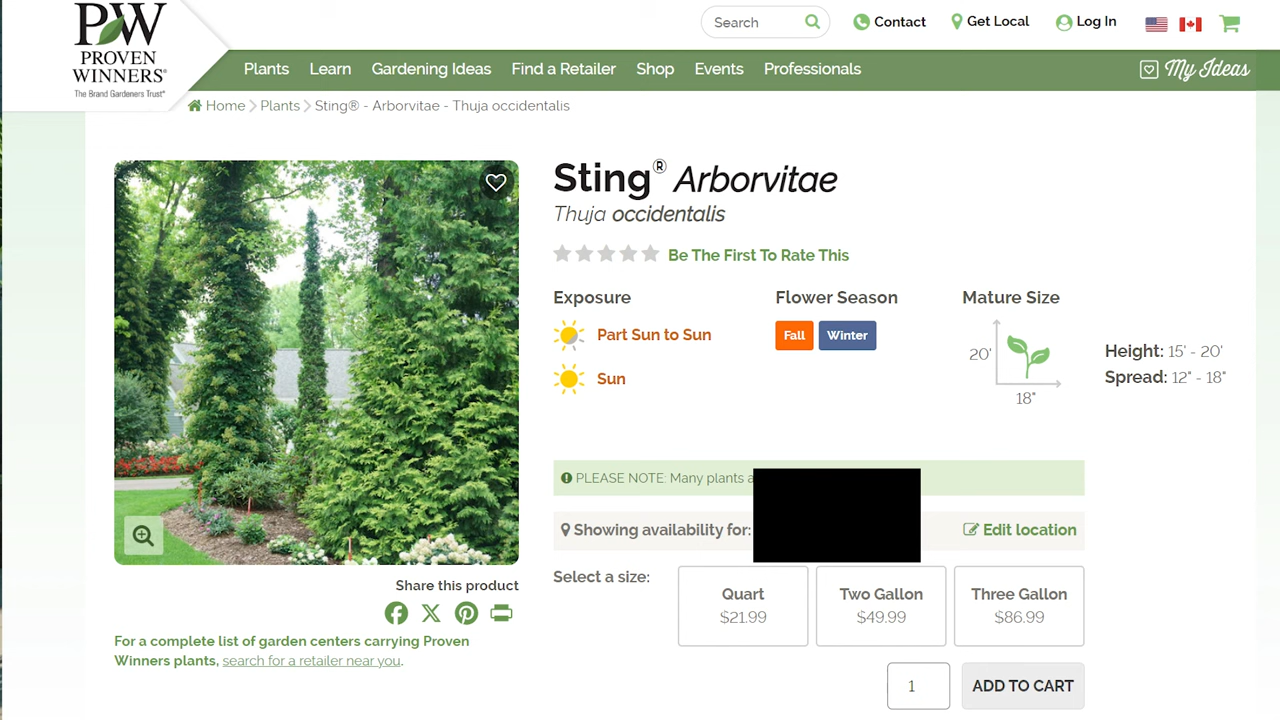 PW
PROVEN
WINNERS®
The Brand Gardeners Trust®
Search
Contact
Get Local
Log In
Plants Learn Gardening Ideas Find a Retailer Shop Events Professionals
My Ideas
Home Plants Sting® - Arborvitae - Thuja occidentalis
Sting® Arborvitae
Thuja occidentalis
Be The First To Rate This
Exposure
Part Sun to Sun
Sun
Flower Season
Fall Winter
Mature Size
20'
18"
Height: 15' - 20'
Spread: 12" - 18"
PLEASE NOTE: Many plants
Showing availability for:
Edit location
Select a size:
Quart
$21.99
Two Gallon
$49.99
Three Gallon
$86.99
1
ADD TO CART
Share this product
For a complete list of garden centers carrying Proven
Winners plants, search for a retailer near you.